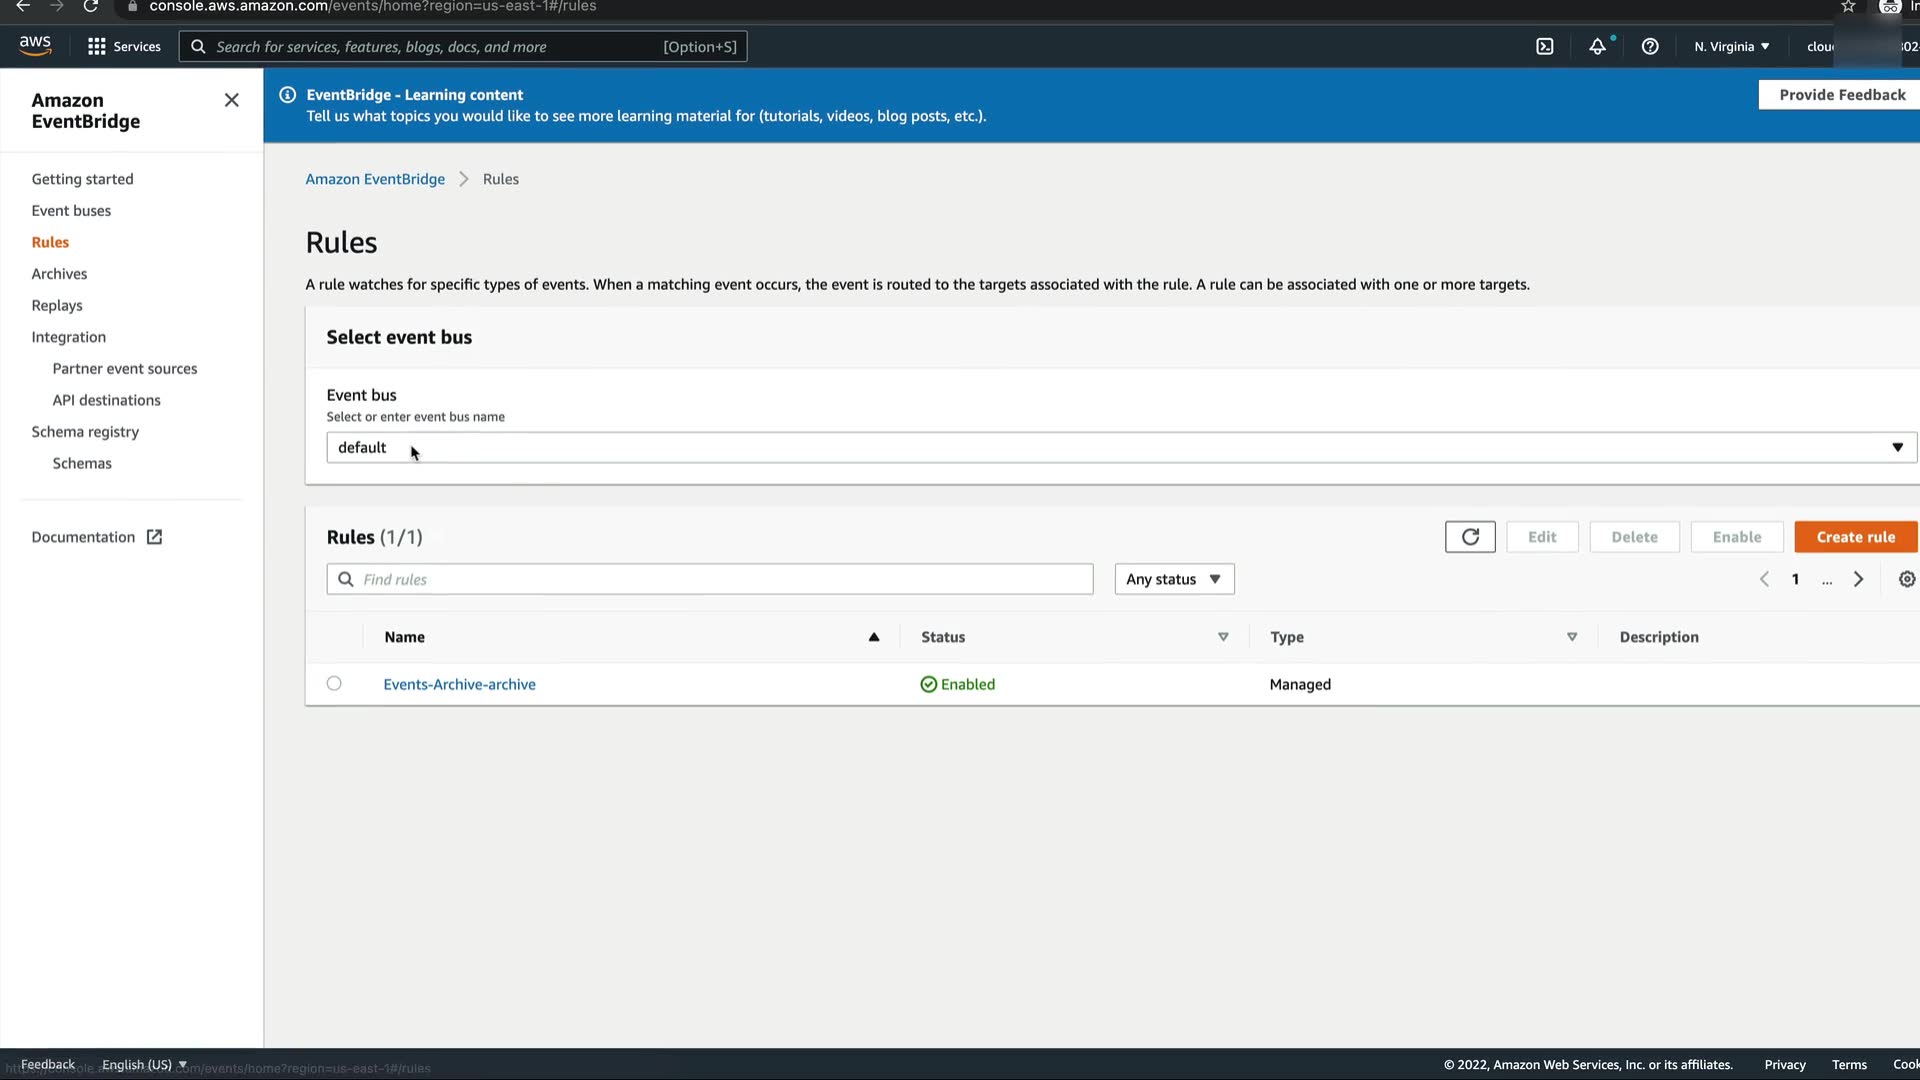 console.aws.amazon.com/events/home?region=us-east-1#/rules
aws
Services
Search for services, features, blogs, docs, and more
[Option+S]
N. Virginia
Amazon
EventBridge
EventBridge - Learning content
Tell us what topics you would like to see more learning material for (tutorials, videos, blog posts, etc.).
Provide Feedback
Getting started
Event buses
Rules
Archives
Replays
Integration
Partner event sources
API destinations
Schema registry
Schemas
Documentation
Amazon EventBridge
Rules
Rules
A rule watches for specific types of events. When a matching event occurs, the event is routed to the targets associated with the rule. A rule can be associated with one or more targets.
Select event bus
Event bus
Select or enter event bus name
default
Rules (1/1)
Edit
Delete
Enable
Create rule
Find rules
Any status
1
...
Name
Status
Type
Description
Events-Archive-archive
Enabled
Managed
Feedback
English (US)
© 2022, Amazon Web Services, Inc. or its affiliates.
Privacy
Terms